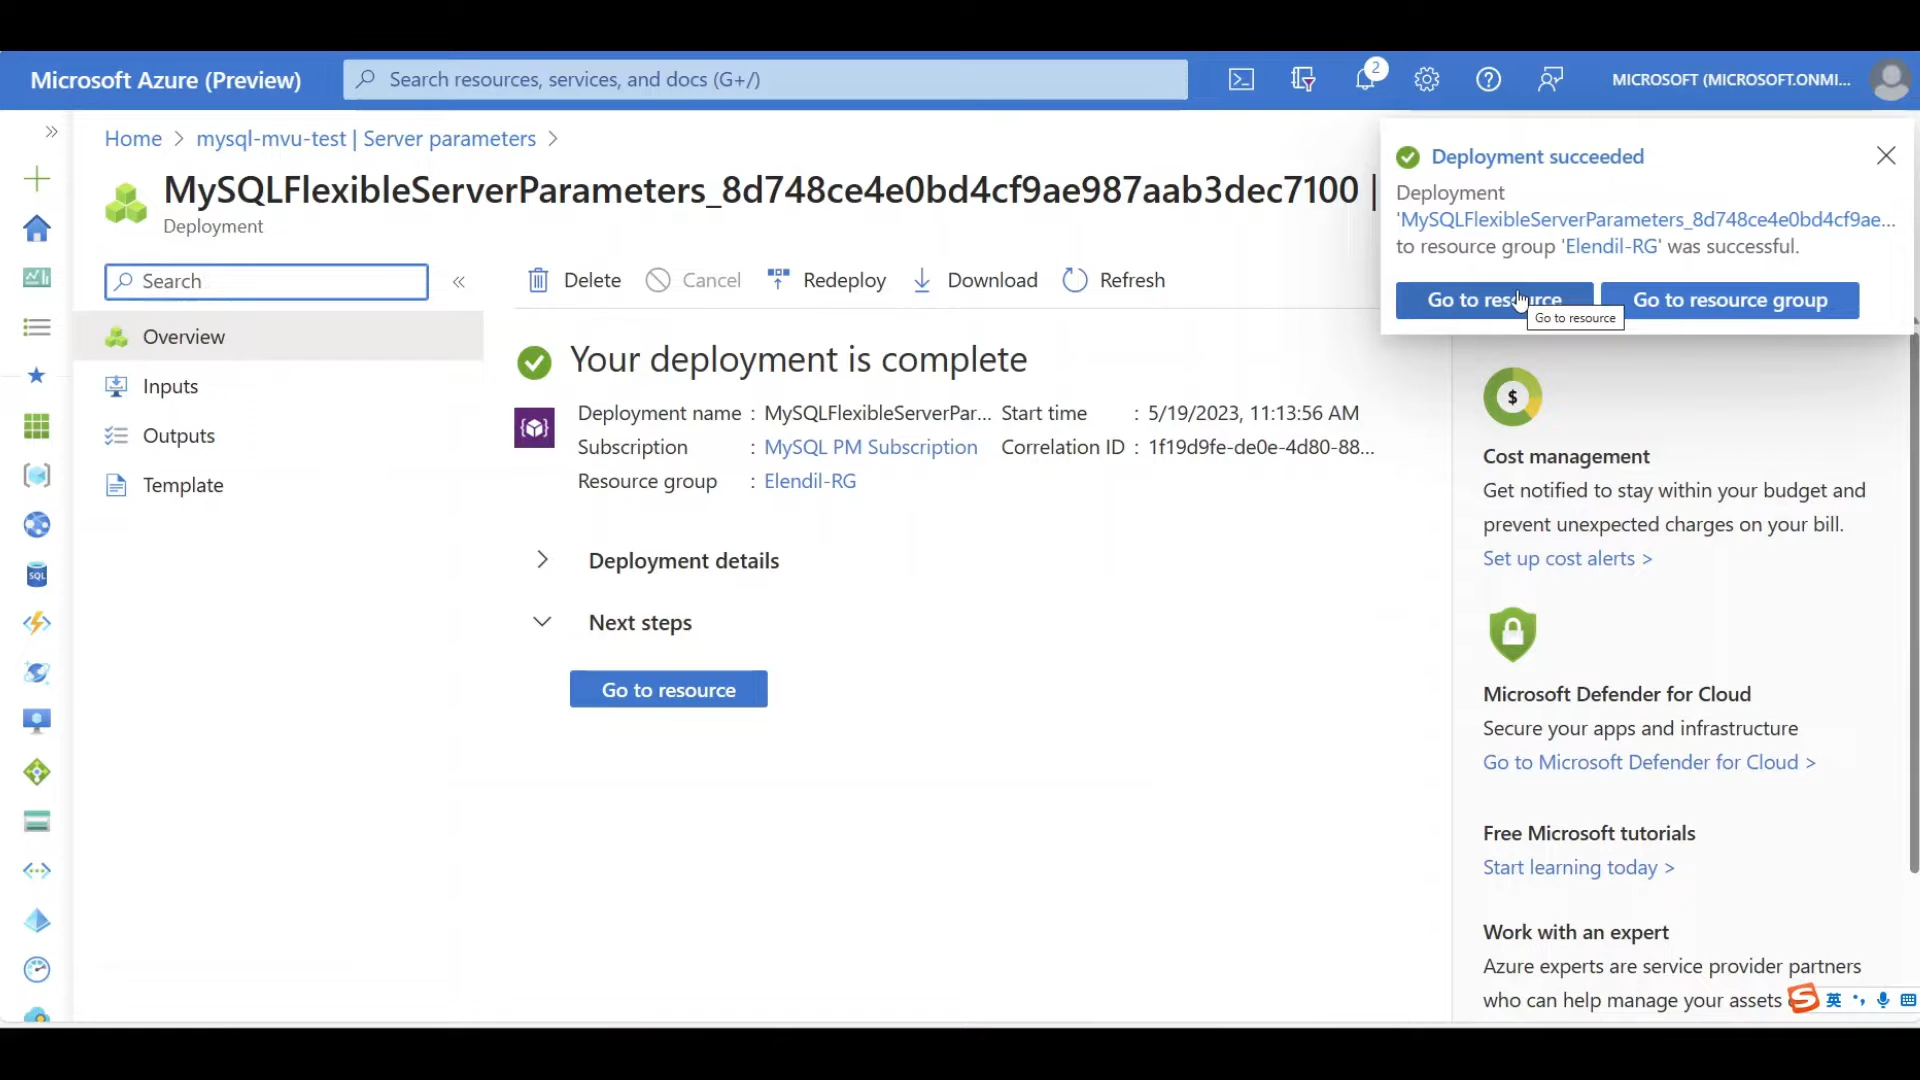 Microsoft Azure (Preview)
Search resources, services, and docs (G+/)
2
MICROSOFT (MICROSOFT.ONMI...
Home > mysql-mvu-test | Server parameters >
MySQLFlexibleServerParameters_8d748ce4e0bd4cf9ae987aab3dec7100 |
Deployment
Search
«
Delete
Cancel
Redeploy
Download
Refresh
Overview
Inputs
Outputs
Template
Your deployment is complete
Deployment name : MySQLFlexibleServerPar...
Subscription : MySQL PM Subscription
Resource group : Elendil-RG
Start time : 5/19/2023, 11:13:56 AM
Correlation ID : 1f19d9fe-de0e-4d80-88...
Deployment details
Next steps
Go to resource
Deployment succeeded
Deployment
'MySQLFlexibleServerParameters_8d748ce4e0bd4cf9ae...
to resource group 'Elendil-RG' was successful.
Go to resource
Go to resource group
Go to resource
$
Cost management
Get notified to stay within your budget and
prevent unexpected charges on your bill.
Set up cost alerts >
Microsoft Defender for Cloud
Secure your apps and infrastructure
Go to Microsoft Defender for Cloud >
Free Microsoft tutorials
Start learning today >
Work with an expert
Azure experts are service provider partners
who can help manage your assets
SQL
S 英